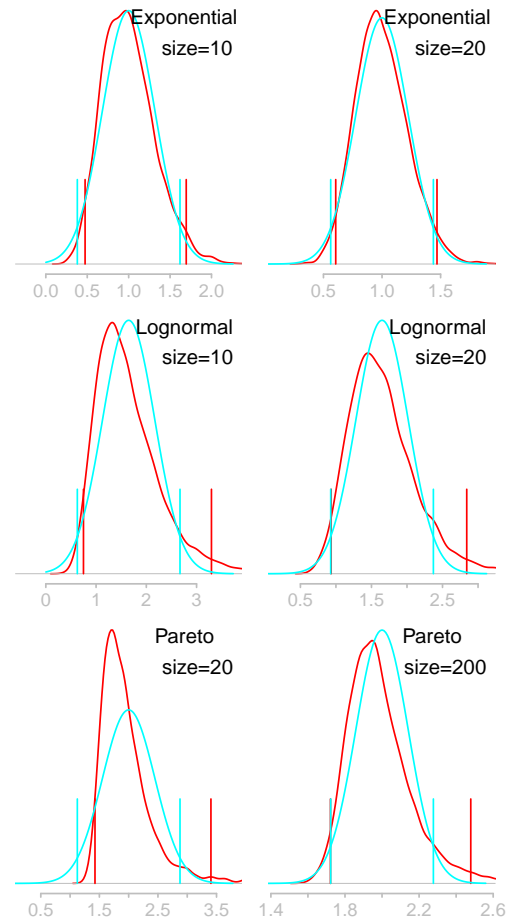 Exponential
size=10
0.0 0.5 1.0 1.5 2.0
Exponential
size=20
0.5 1.0 1.5
Lognormal
size=10
0 1 2 3
Lognormal
size=20
0.5 1.5 2.5
Pareto
size=20
0.5 1.5 2.5 3.5
Pareto
size=200
1.4 1.8 2.2 2.6